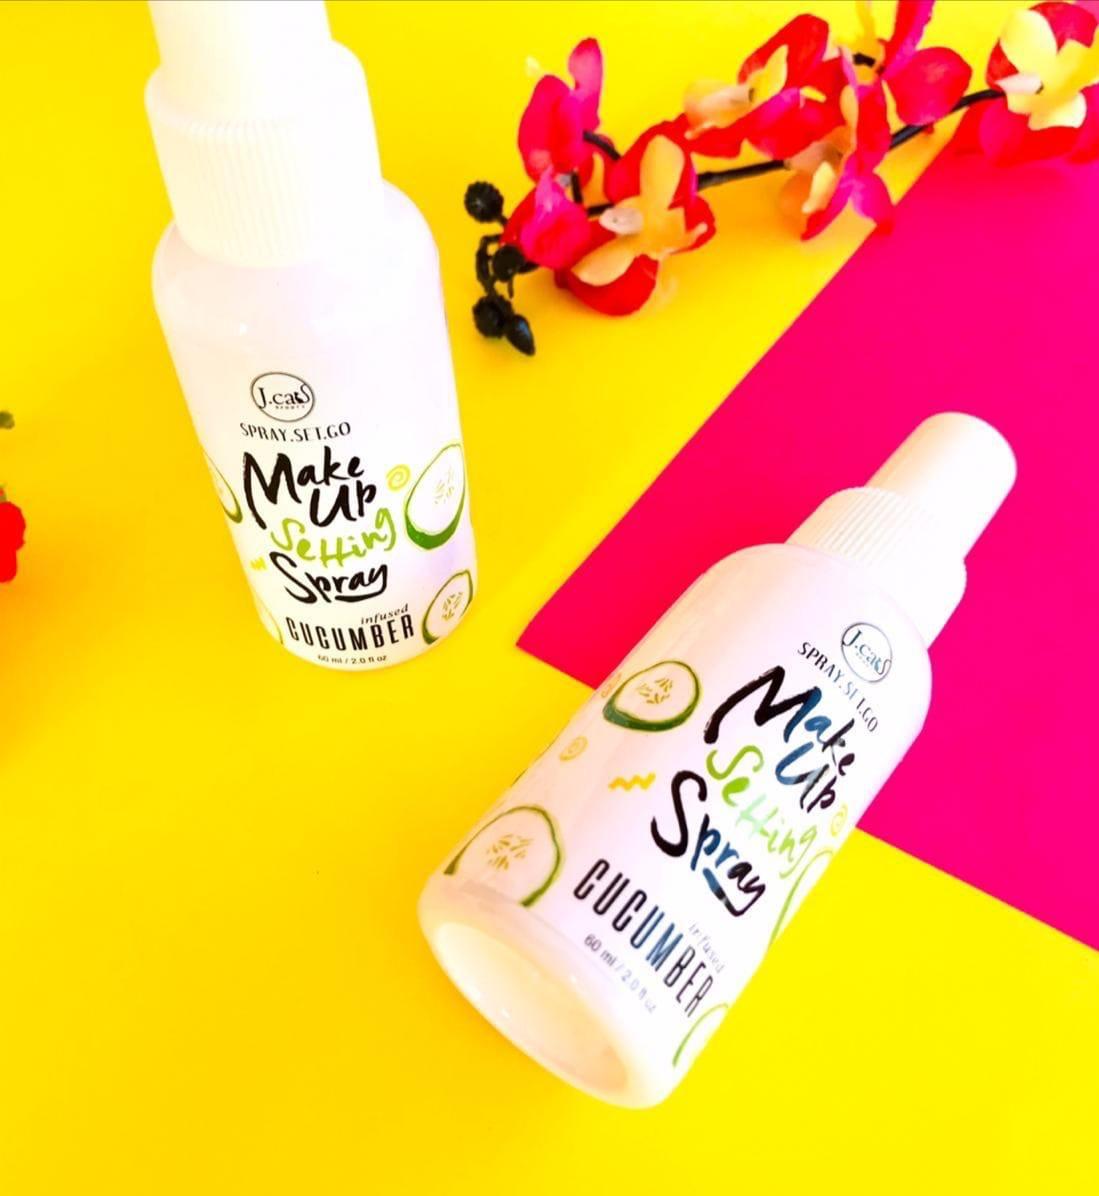 J.cat
BEAUTY
SPRAY.SET.GO
Make
Up
Setting
Spray
infused
CUCUMBER
60 ml / 2.0 fl oz
J.cat
SPRAY.SET.GO
Make
Up
Setting
Spray
infused
CUCUMBER
60 ml / 2.0 fl oz